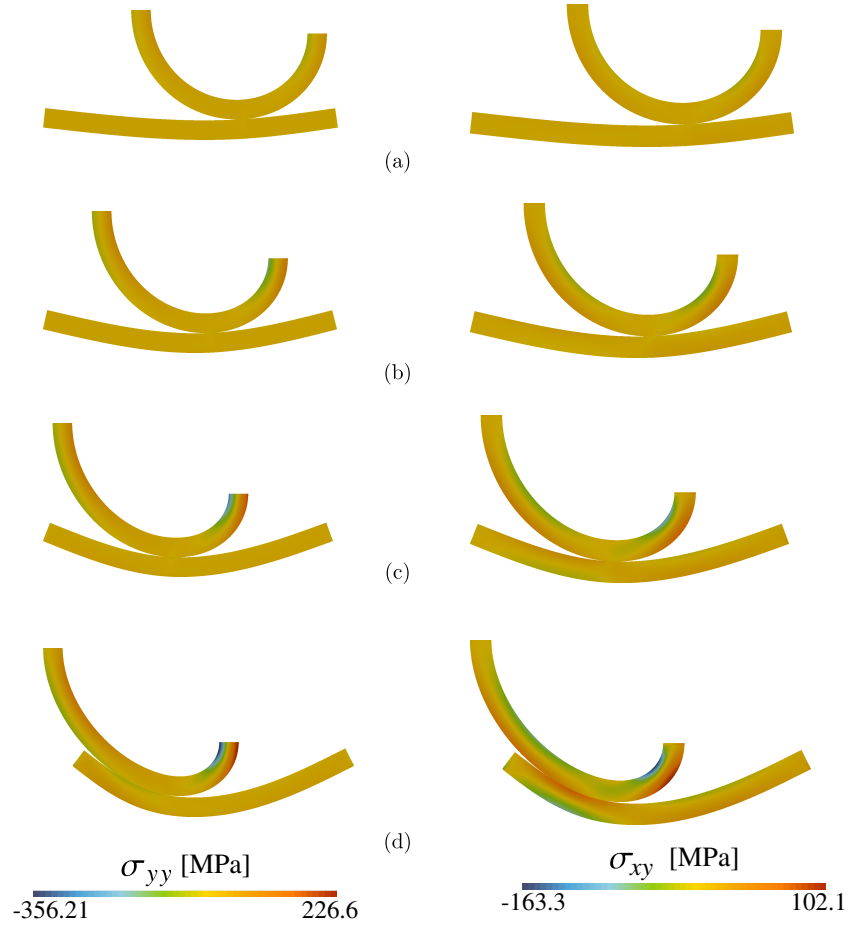 (a)
(b)
(c)
(d)
σyy [MPa]
-356.21 226.6
σxy [MPa]
-163.3 102.1